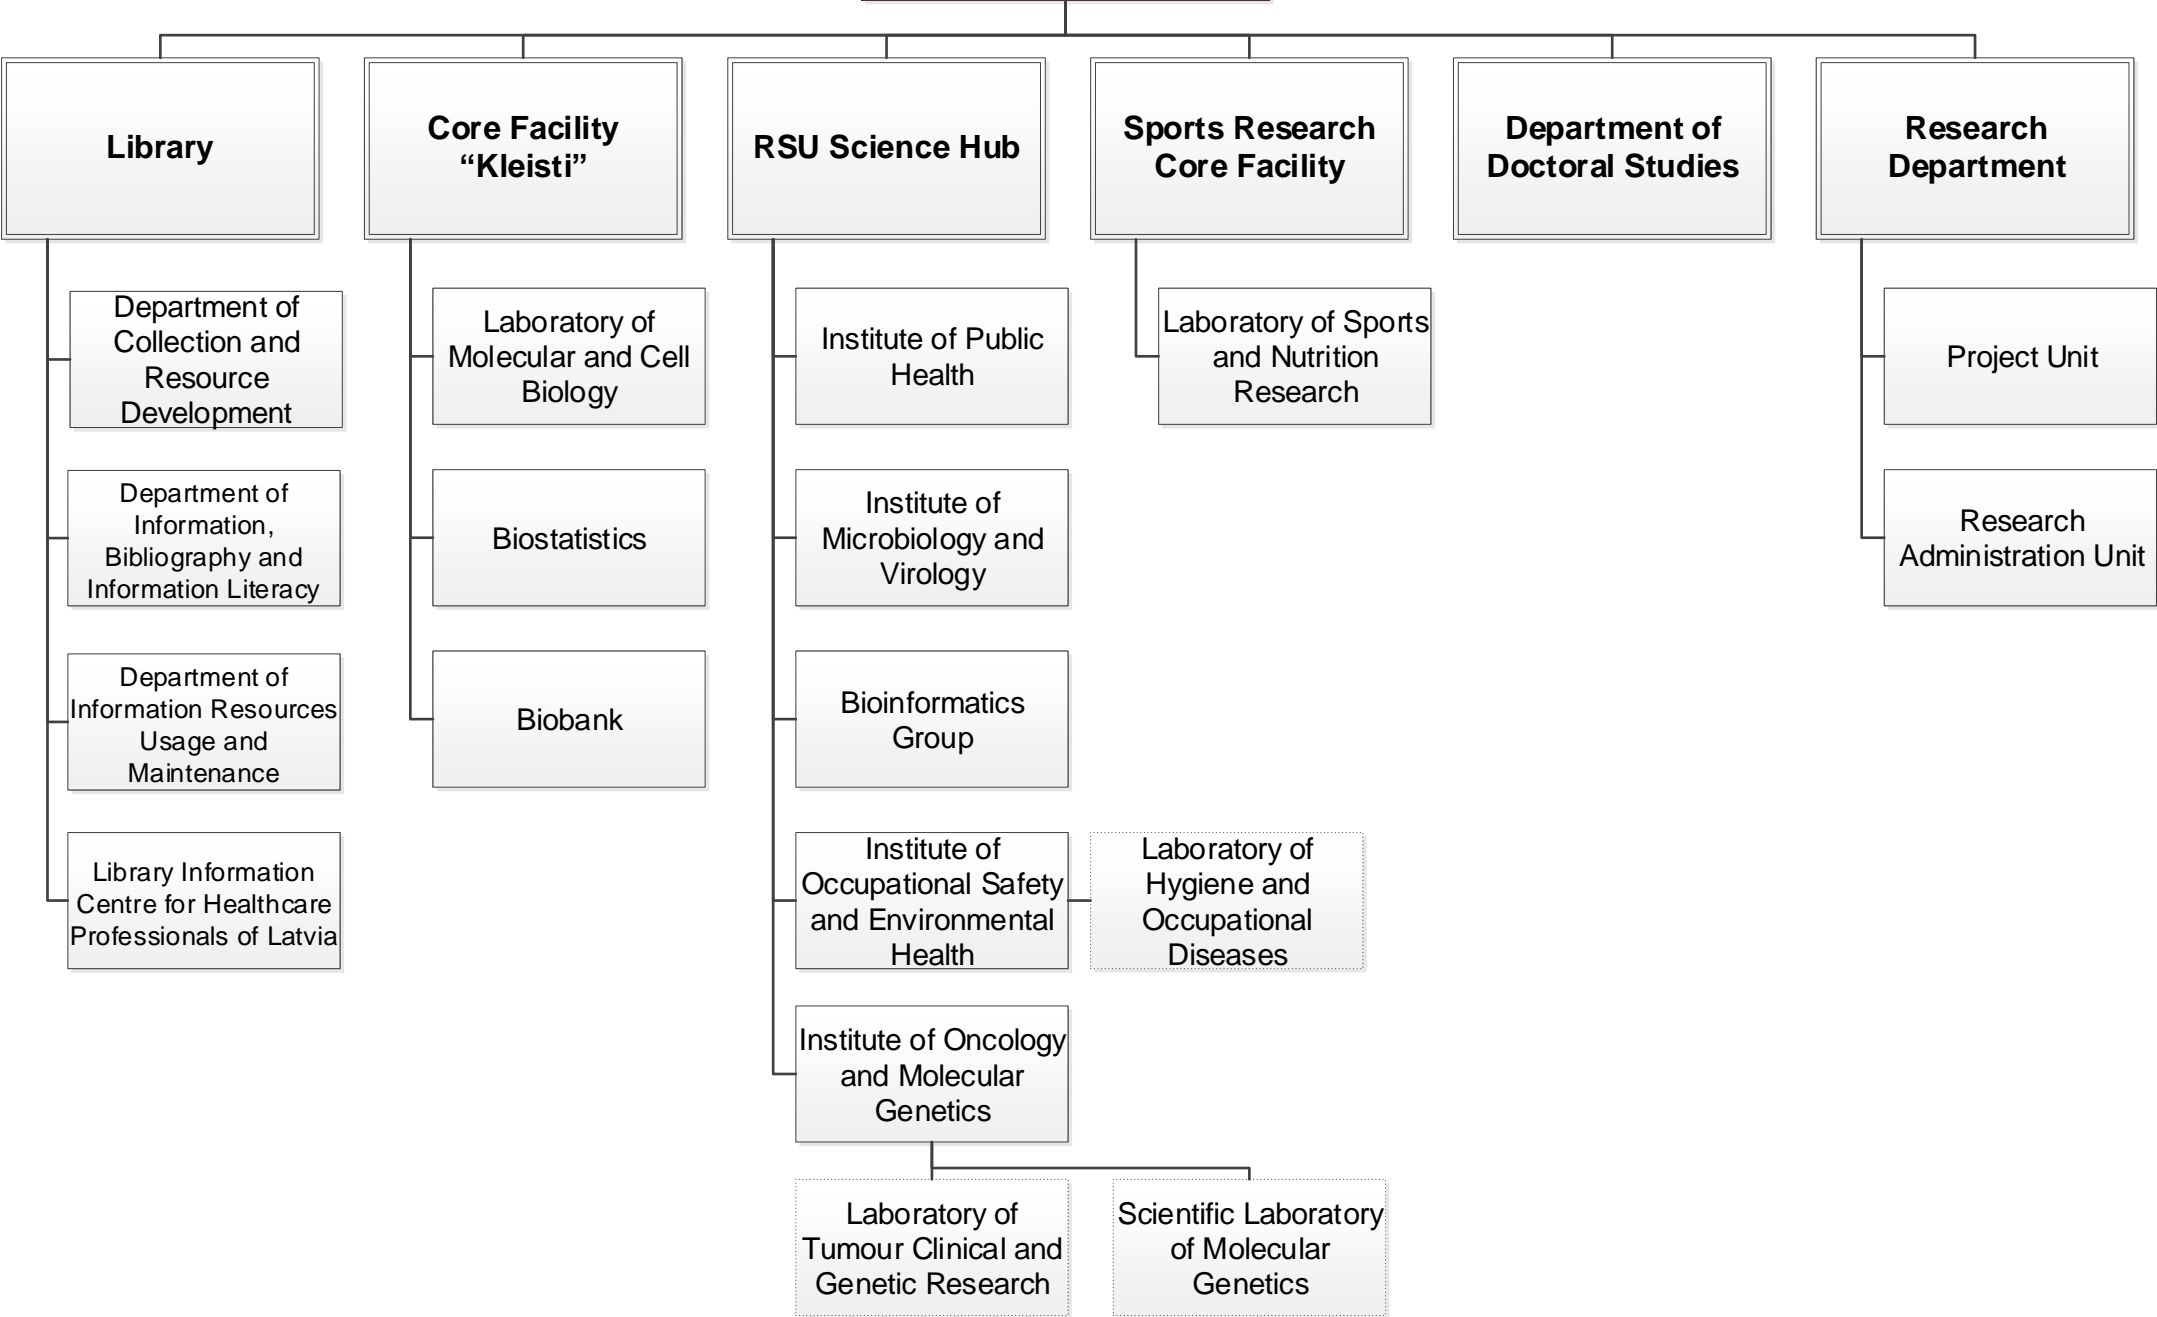 Library
Core Facility
“Kleisti”
RSU Science Hub
Sports Research
Core Facility
Department of
Doctoral Studies
Research
Department
Department of
Collection and
Resource
Development
Department of
Information,
Bibliography and
Information Literacy
Department of
Information Resources
Usage and
Maintenance
Library Information
Centre for Healthcare
Professionals of Latvia
Laboratory of
Molecular and Cell
Biology
Biostatistics
Biobank
Institute of Public
Health
Institute of
Microbiology and
Virology
Bioinformatics
Group
Institute of
Occupational Safety
and Environmental
Health
Laboratory of
Hygiene and
Occupational
Diseases
Institute of Oncology
and Molecular
Genetics
Laboratory of
Tumour Clinical and
Genetic Research
Scientific Laboratory
of Molecular
Genetics
Laboratory of Sports
and Nutrition
Research
Project Unit
Research
Administration Unit